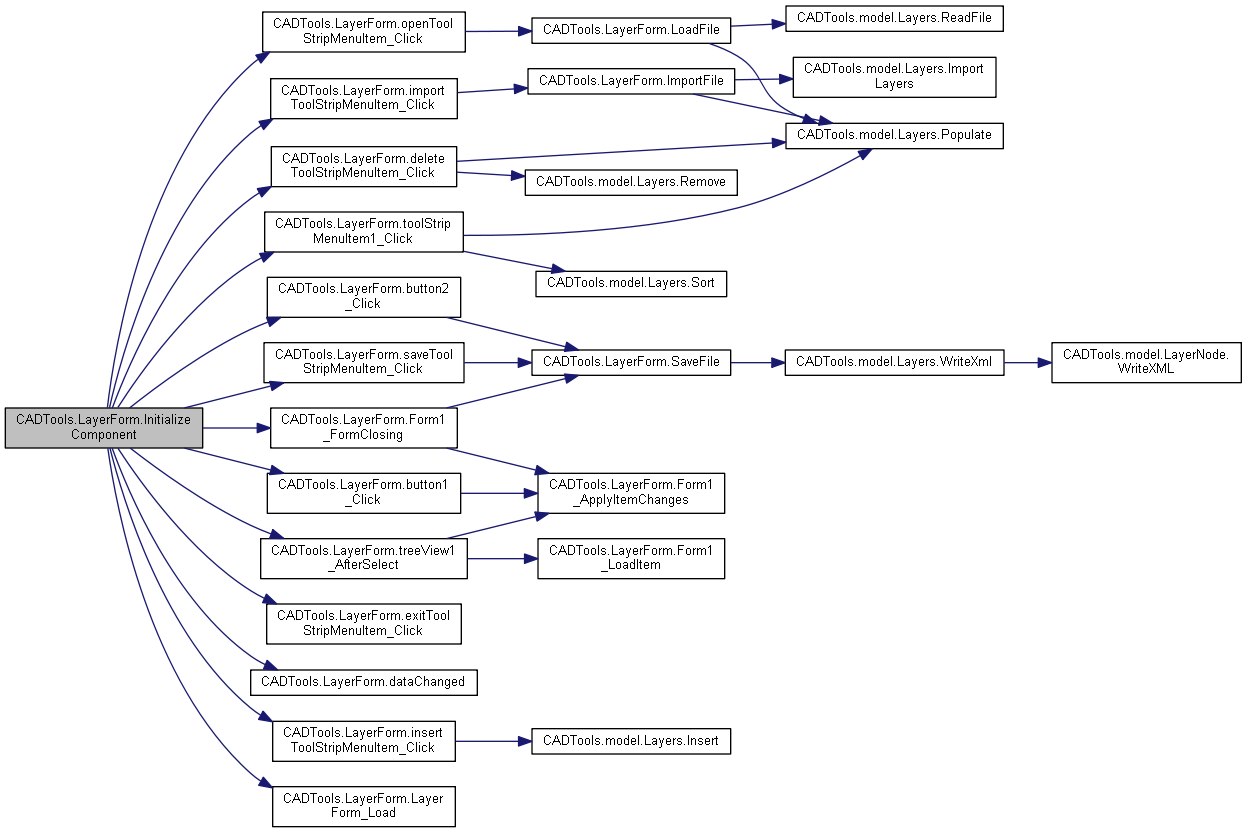 CADTools.LayerForm.Initialize
Component
CADTools.LayerForm.openTool
StripMenuItem_Click
CADTools.LayerForm.import
ToolStripMenuItem_Click
CADTools.LayerForm.delete
ToolStripMenuItem_Click
CADTools.LayerForm.toolStrip
MenuItem1_Click
CADTools.LayerForm.button2
_Click
CADTools.LayerForm.saveTool
StripMenuItem_Click
CADTools.LayerForm.Form1
_FormClosing
CADTools.LayerForm.button1
_Click
CADTools.LayerForm.treeView1
_AfterSelect
CADTools.LayerForm.exitTool
StripMenuItem_Click
CADTools.LayerForm.dataChanged
CADTools.LayerForm.insert
ToolStripMenuItem_Click
CADTools.LayerForm.Layer
Form_Load
CADTools.LayerForm.LoadFile
CADTools.LayerForm.ImportFile
CADTools.model.Layers.Remove
CADTools.model.Layers.Sort
CADTools.LayerForm.SaveFile
CADTools.LayerForm.Form1
_ApplyItemChanges
CADTools.LayerForm.Form1
_LoadItem
CADTools.model.Layers.Insert
CADTools.model.Layers.ReadFile
CADTools.model.Layers.Import
Layers
CADTools.model.Layers.Populate
CADTools.model.Layers.WriteXml
CADTools.model.LayerNode.
WriteXML